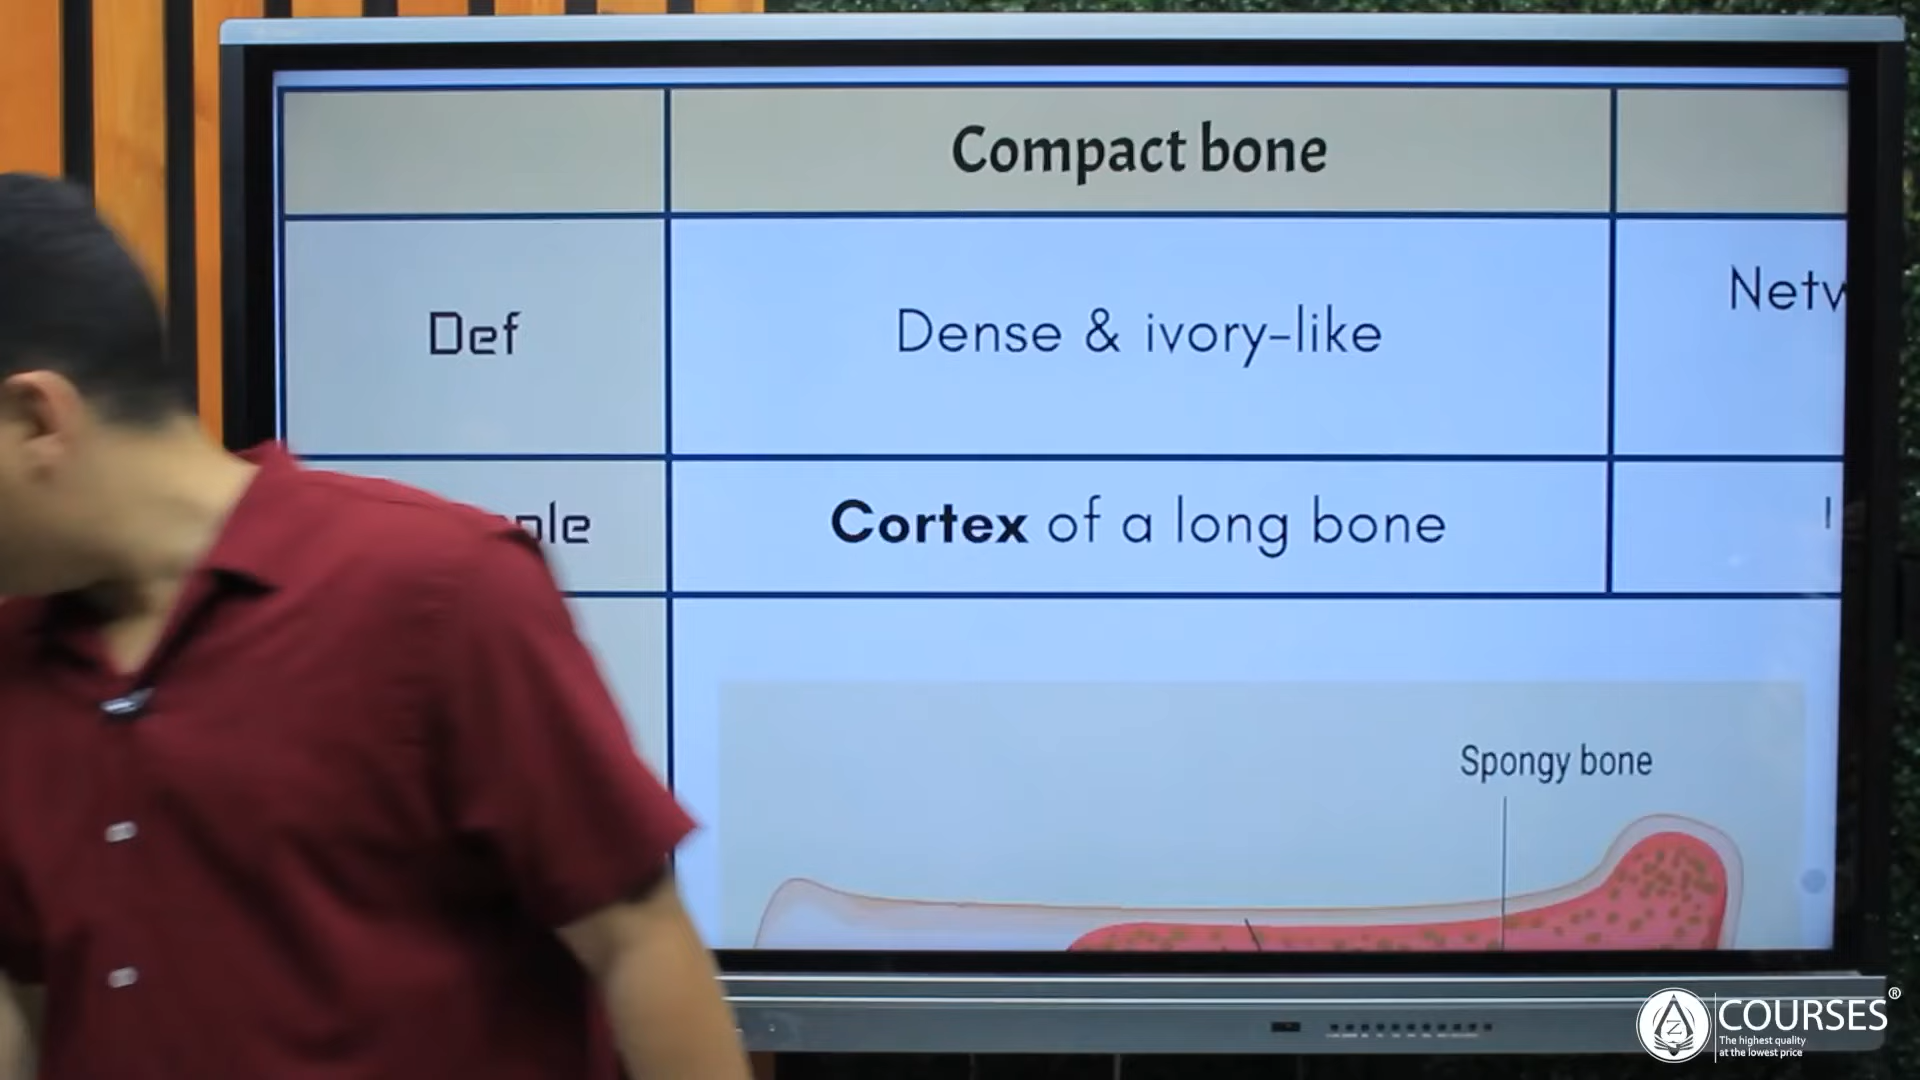 Compact bone
Def
Dense & ivory-like
Cortex of a long bone
Spongy bone
COURSES®
The highest quality
at the lowest price